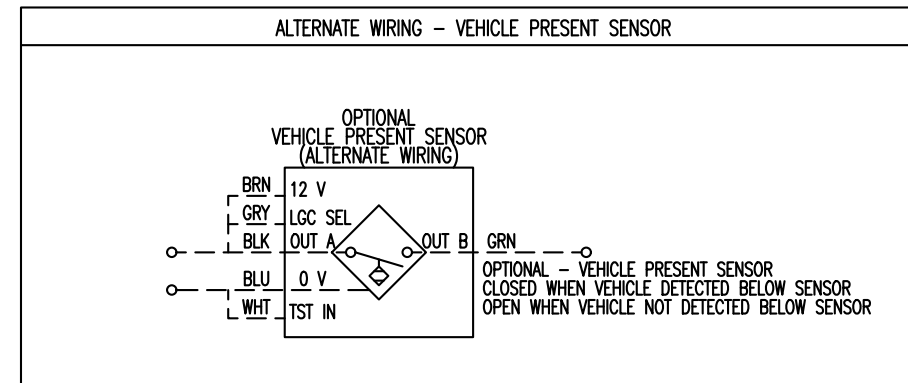 ALTERNATE WIRING – VEHICLE PRESENT SENSOR
OPTIONAL
VEHICLE PRESENT SENSOR
(ALTERNATE WIRING)
BRN 12 V
GRY LGC SEL
BLK OUT A OUT B GRN
BLU 0 V
WHT TST IN
OPTIONAL – VEHICLE PRESENT SENSOR
CLOSED WHEN VEHICLE DETECTED BELOW SENSOR
OPEN WHEN VEHICLE NOT DETECTED BELOW SENSOR